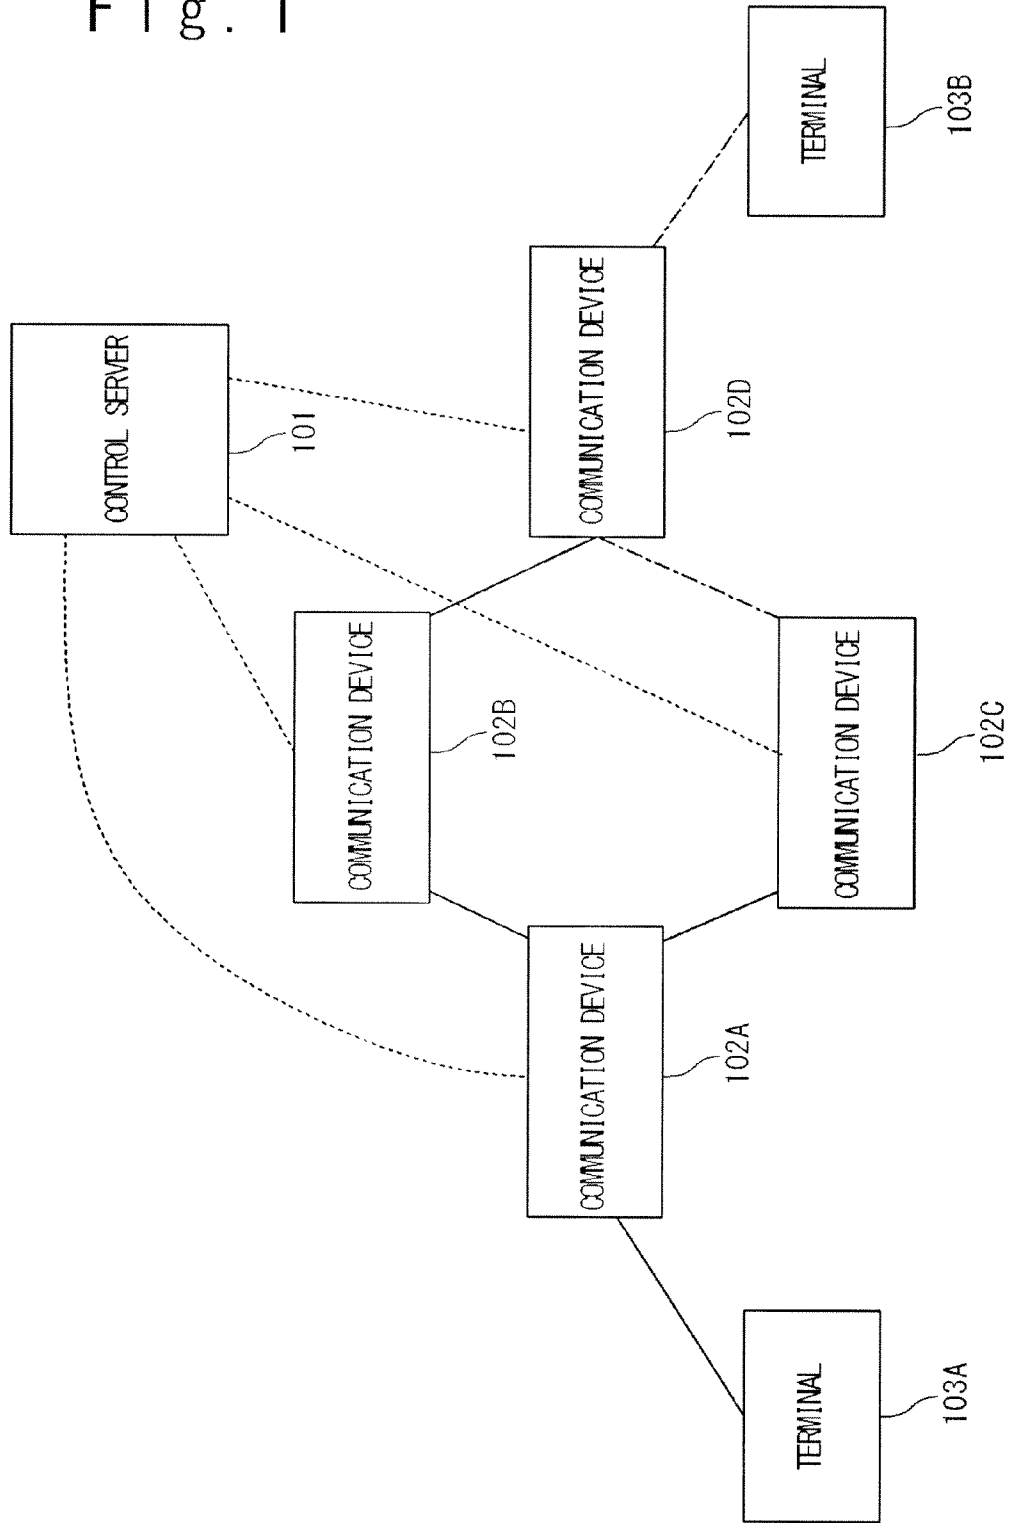 Fig. 1
CONTROL SERVER
101
COMMUNICATION DEVICE
102B
TERMINAL
103A
COMMUNICATION DEVICE
102A
COMMUNICATION DEVICE
102D
TERMINAL
103B
COMMUNICATION DEVICE
102C